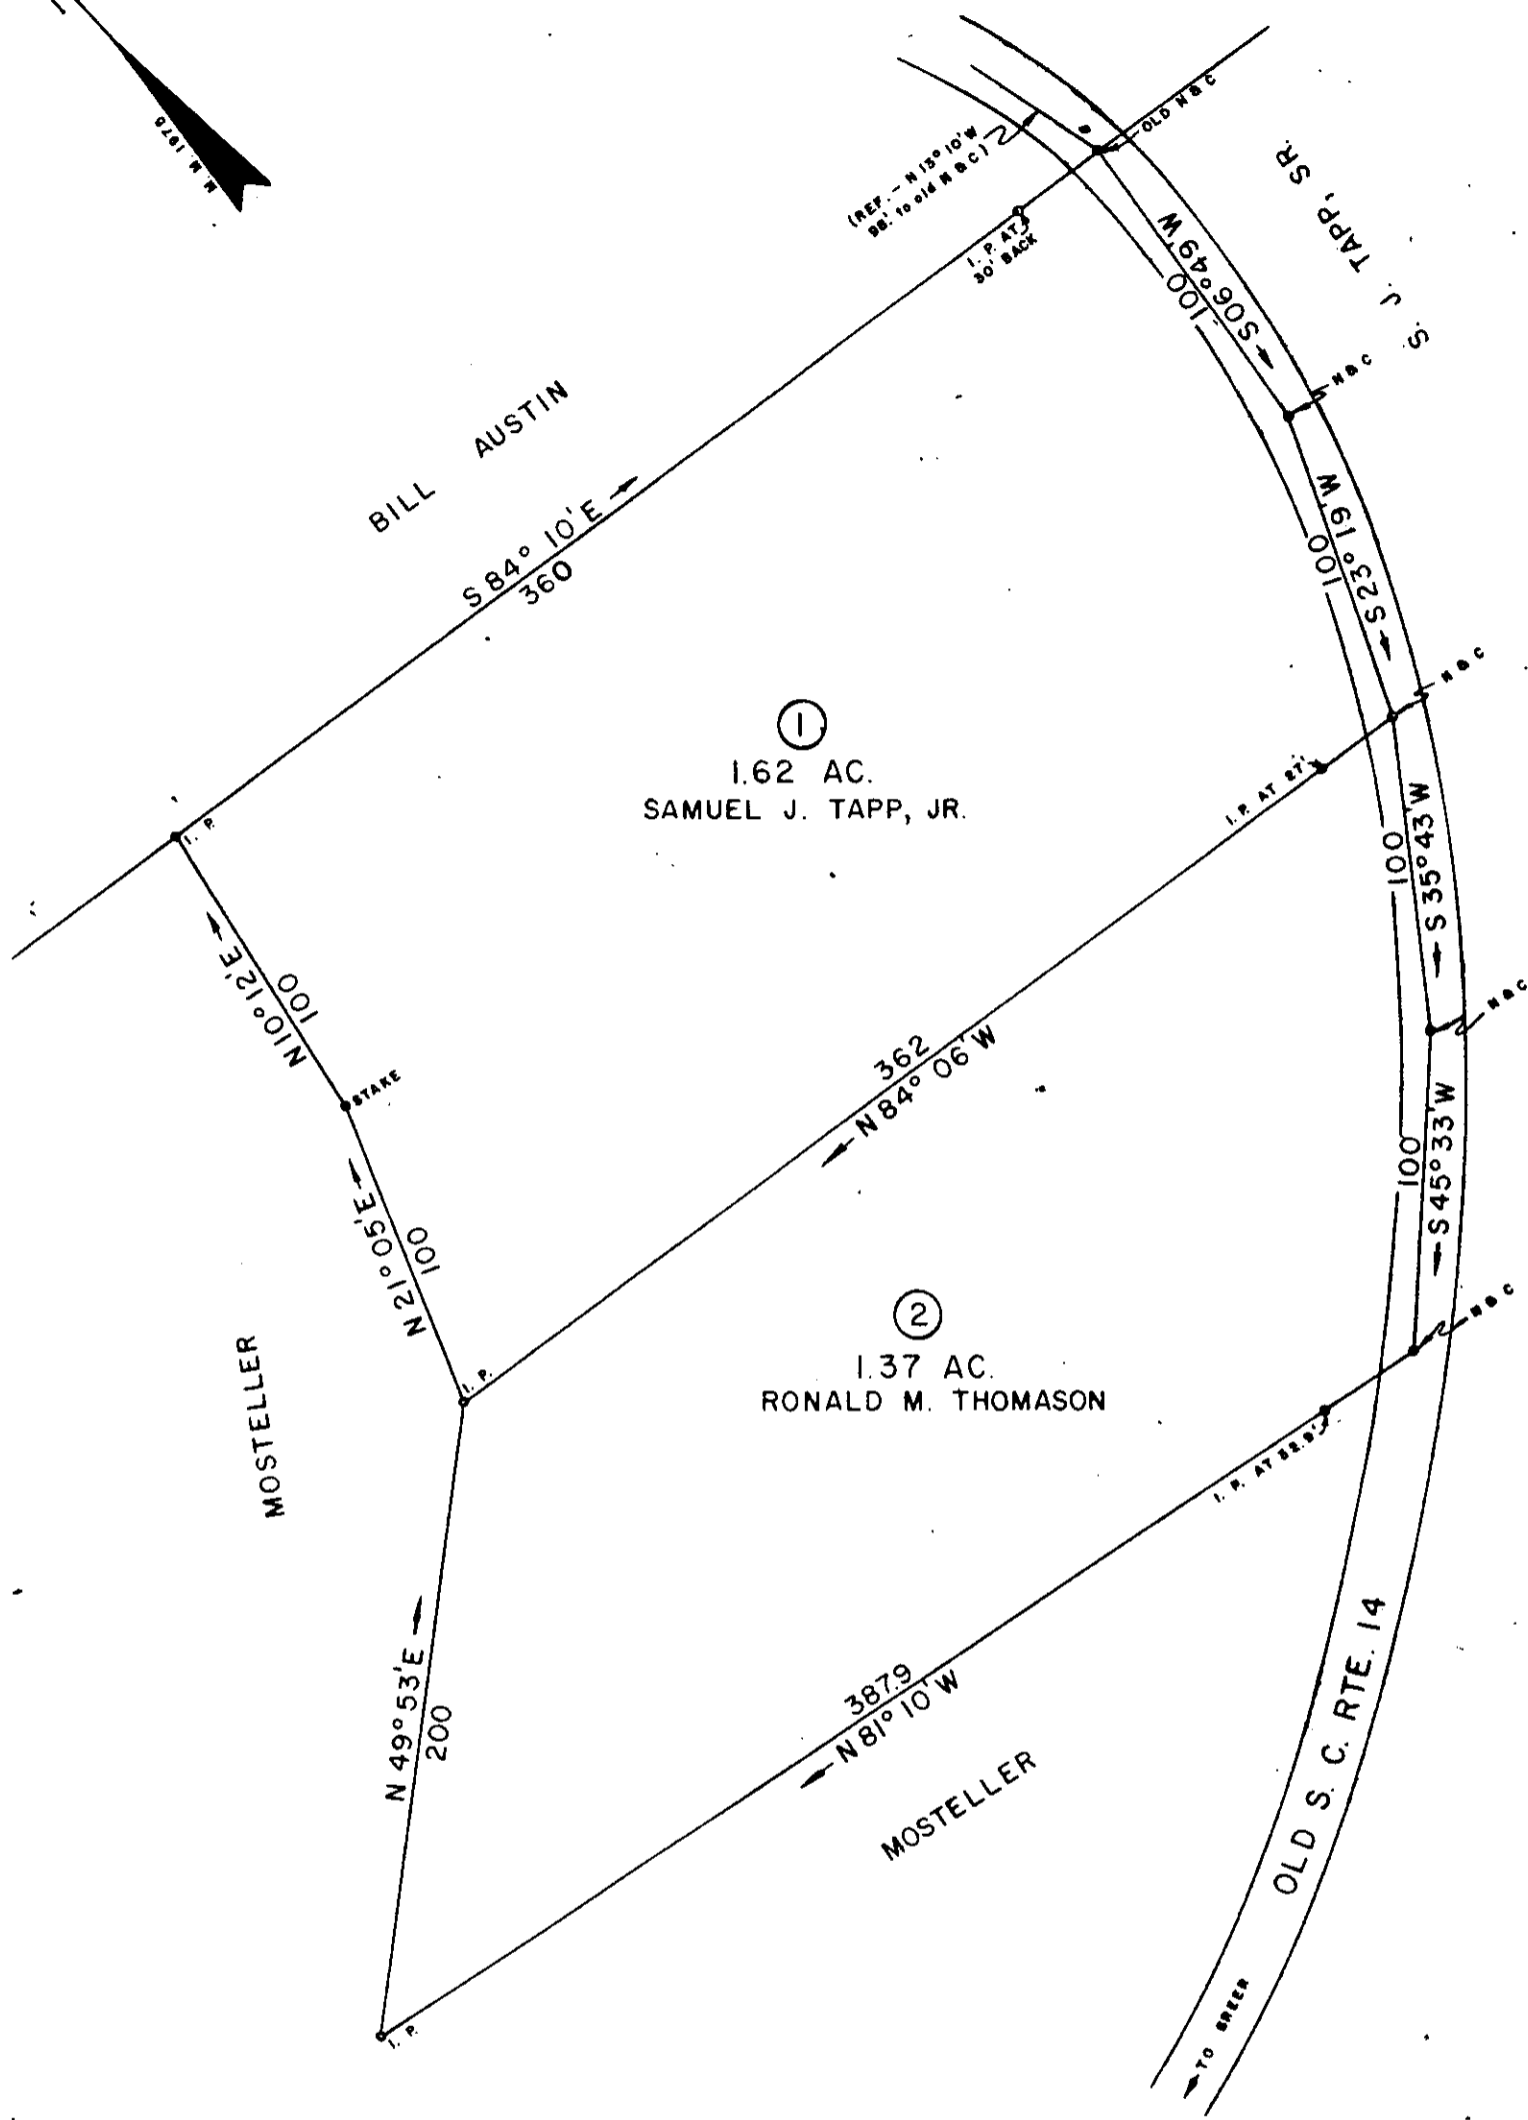 M. M. 1975
(REF. – N 13° 10' W
98.' to old N & C)
OLD N & C
I. P. AT
30' BACK
S. J. TAPP, SR.
S 06° 49' W
100
N & C
BILL AUSTIN
S 84° 10' E
360
S 23° 19' W
100
N & C
1
1.62 AC.
SAMUEL J. TAPP, JR.
I. P. AT 27'
I. P.
S 35° 43' W
100
N & C
N 10° 12' E
100
STAKE
362
N 84° 06' W
S 45° 33' W
100
N & C
N 21° 05' E
100
I. P.
2
1.37 AC.
RONALD M. THOMASON
I. P. AT 32.9'
MOSTELLER
N 49° 53' E
200
387.9
N 81° 10' W
MOSTELLER
OLD S. C. RTE. 14
TO GREER
I. P.